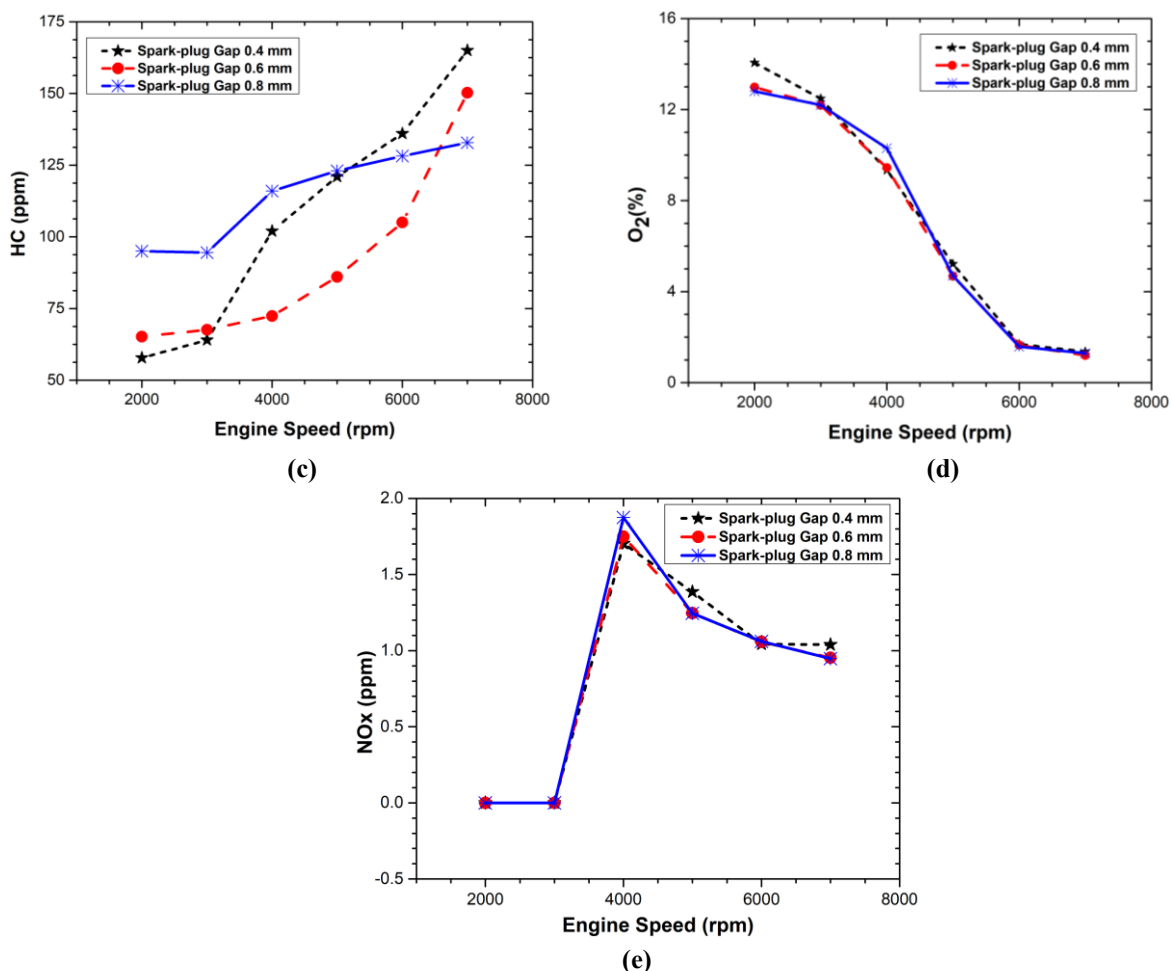 175
150
125
100
75
50
HC (ppm)
Spark-plug Gap 0.4 mm
Spark-plug Gap 0.6 mm
Spark-plug Gap 0.8 mm
2000 4000 6000 8000
Engine Speed (rpm)
(c)
16
12
8
4
0
O2(%)
Spark-plug Gap 0.4 mm
Spark-plug Gap 0.6 mm
Spark-plug Gap 0.8 mm
2000 4000 6000 8000
Engine Speed (rpm)
(d)
2.0
1.5
1.0
0.5
0.0
-0.5
NOx (ppm)
Spark-plug Gap 0.4 mm
Spark-plug Gap 0.6 mm
Spark-plug Gap 0.8 mm
2000 4000 6000 8000
Engine Speed (rpm)
(e)